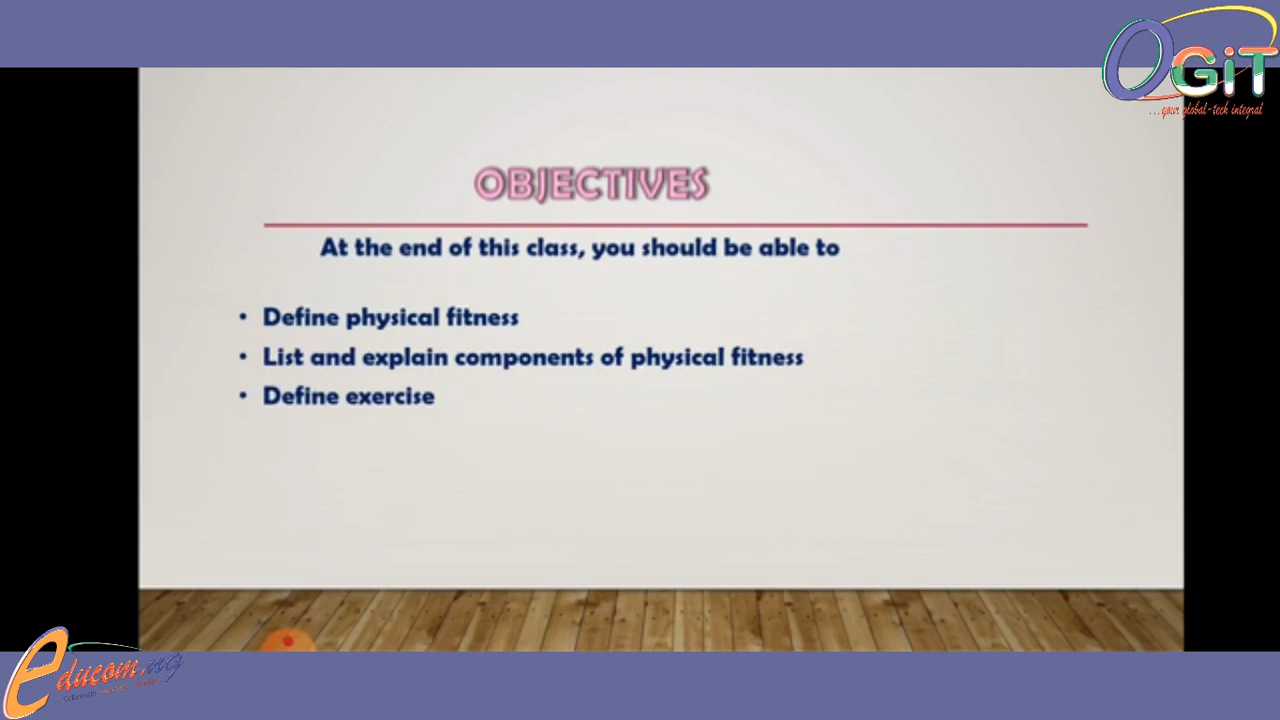 OGiT
...your global-tech integral
OBJECTIVES
At the end of this class, you should be able to
• Define physical fitness
• List and explain components of physical fitness
• Define exercise
educom.ng